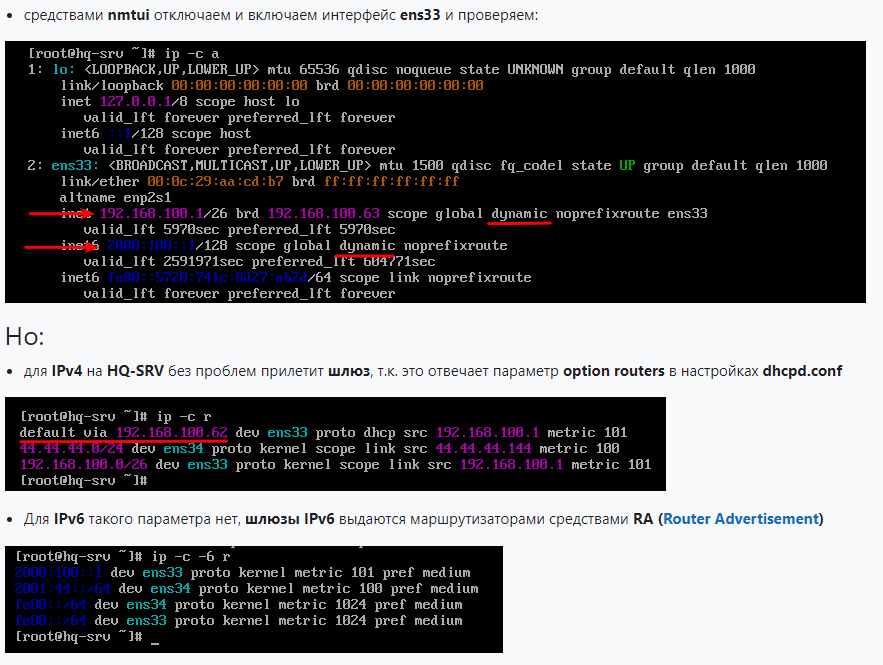 средствами nmtui отключаем и включаем интерфейс ens33 и проверяем:
[root@hq-srv ~]# ip -c a
1: lo: <LOOPBACK,UP,LOWER_UP> mtu 65536 qdisc noqueue state UNKNOWN group default qlen 1000
link/loopback 00:00:00:00:00:00 brd 00:00:00:00:00:00
inet 127.0.0.1/8 scope host lo
valid_lft forever preferred_lft forever
inet6 ::1/128 scope host
valid_lft forever preferred_lft forever
2: ens33: <BROADCAST,MULTICAST,UP,LOWER_UP> mtu 1500 qdisc fq_codel state UP group default qlen 1000
link/ether 00:0c:29:aa:cd:b7 brd ff:ff:ff:ff:ff:ff
altname enp2s1
inet 192.168.100.1/26 brd 192.168.100.63 scope global dynamic noprefixroute ens33
valid_lft 5970sec preferred_lft 5970sec
inet6 2000:100::1/128 scope global dynamic noprefixroute
valid_lft 2591971sec preferred_lft 604771sec
inet6 fe80::5720:741c:8d27:ab2d/64 scope link noprefixroute
valid_lft forever preferred_lft forever
Но:
для IPv4 на HQ-SRV без проблем прилетит шлюз, т.к. это отвечает параметр option routers в настройках dhcpd.conf
[root@hq-srv ~]# ip -c r
default via 192.168.100.62 dev ens33 proto dhcp src 192.168.100.1 metric 101
44.44.44.0/24 dev ens34 proto kernel scope link src 44.44.44.144 metric 100
192.168.100.0/26 dev ens33 proto kernel scope link src 192.168.100.1 metric 101
[root@hq-srv ~]#
Для IPv6 такого параметра нет, шлюзы IPv6 выдаются маршрутизаторами средствами RA (Router Advertisement)
[root@hq-srv ~]# ip -c -6 r
2000:100::1 dev ens33 proto kernel metric 101 pref medium
2001:44::/64 dev ens34 proto kernel metric 100 pref medium
fe80::/64 dev ens34 proto kernel metric 1024 pref medium
fe80::/64 dev ens33 proto kernel metric 1024 pref medium
[root@hq-srv ~]# _